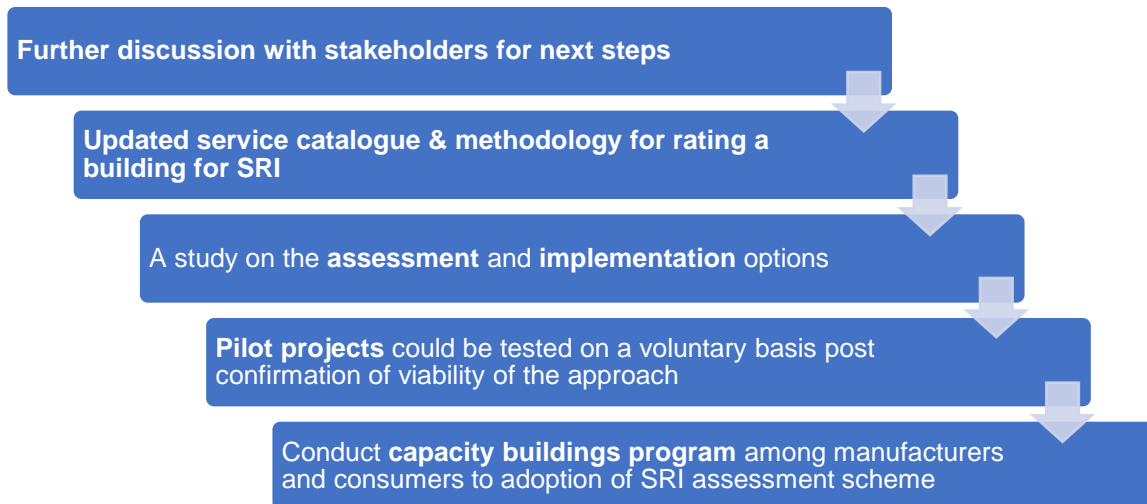 Further discussion with stakeholders for next steps
Updated service catalogue & methodology for rating a
building for SRI
A study on the assessment and implementation options
Pilot projects could be tested on a voluntary basis post
confirmation of viability of the approach
Conduct capacity buildings program among manufacturers
and consumers to adoption of SRI assessment scheme